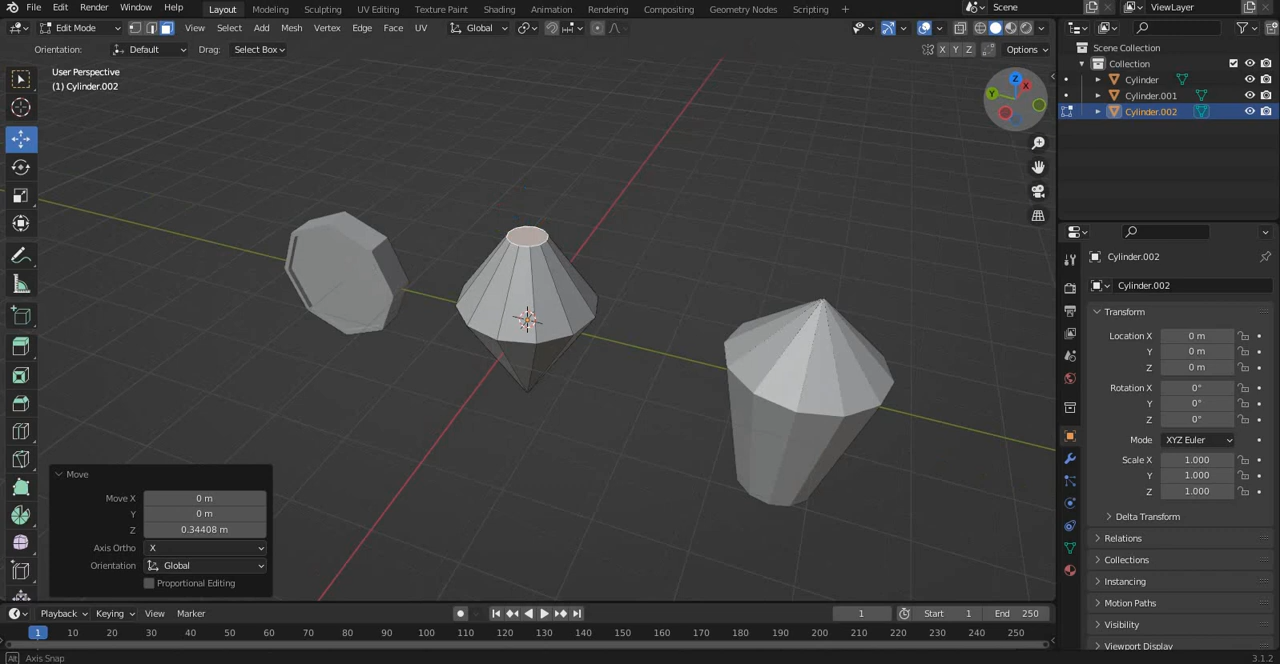 File Edit Render Window Help Layout Modeling Sculpting UV Editing Texture Paint Shading Animation Rendering Compositing Geometry Nodes Scripting + Scene ViewLayer
Edit Mode View Select Add Mesh Vertex Edge Face UV Global
Orientation: Default Drag: Select Box X Y Z Options
User Perspective
(1) Cylinder.002
Z
X
Y
Scene Collection
Collection
Cylinder
Cylinder.001
Cylinder.002
Cylinder.002
Cylinder.002
Transform
Location X 0 m
Y 0 m
Z 0 m
Rotation X 0°
Y 0°
Z 0°
Mode XYZ Euler
Scale X 1.000
Y 1.000
Z 1.000
Delta Transform
Relations
Collections
Instancing
Motion Paths
Visibility
Viewport Display
Move
Move X 0 m
Y 0 m
Z 0.34408 m
Axis Ortho X
Orientation Global
Proportional Editing
Playback Keying View Marker 1 Start 1 End 250
1 10 20 30 40 50 60 70 80 90 100 110 120 130 140 150 160 170 180 190 200 210 220 230 240 250
Alt Axis Snap 3.1.2